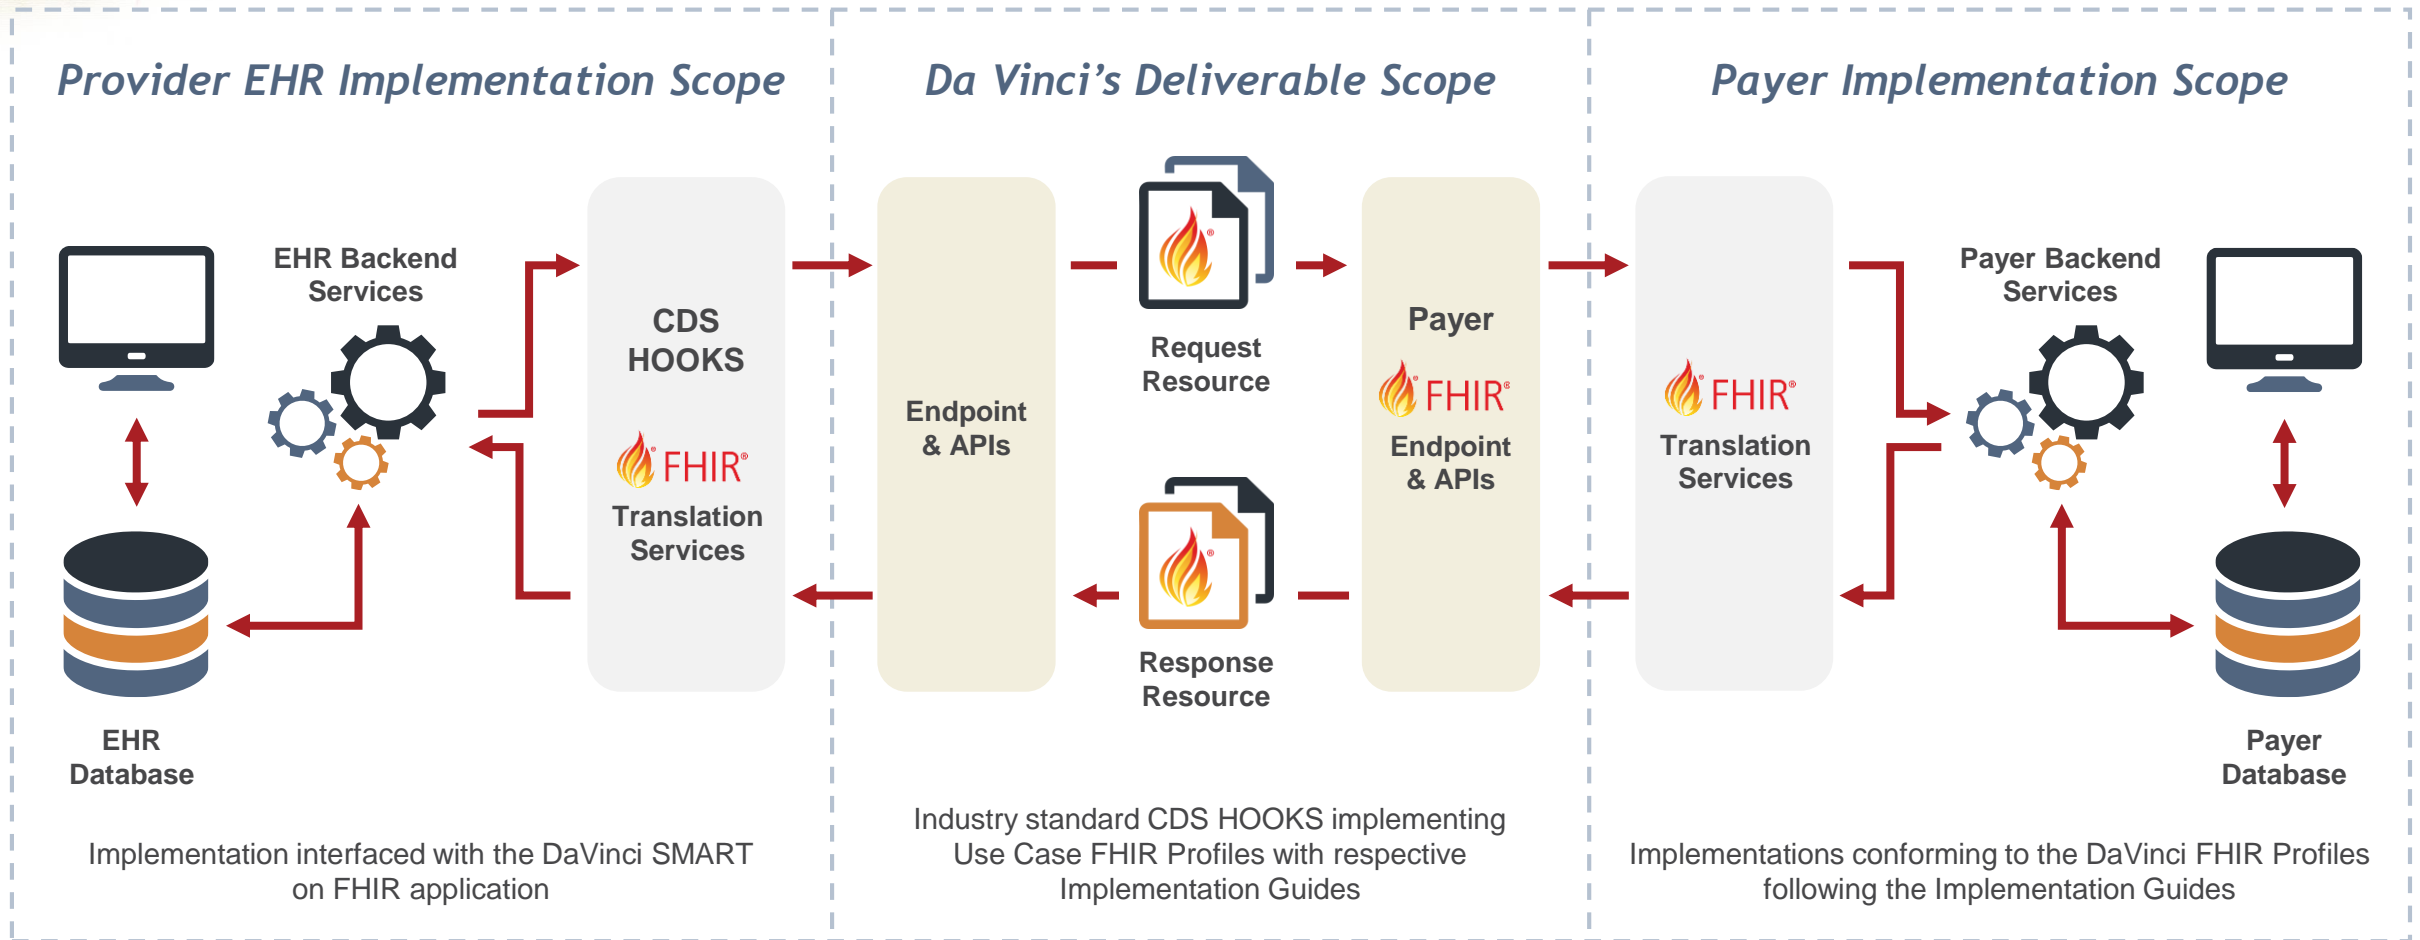 Provider EHR Implementation Scope
EHR Backend
Services
CDS
HOOKS
FHIR®
Translation
Services
EHR
Database
Implementation interfaced with the DaVinci SMART
on FHIR application
Da Vinci’s Deliverable Scope
Endpoint
& APIs
Request
Resource
Response
Resource
Payer
FHIR®
Endpoint
& APIs
Industry standard CDS HOOKS implementing
Use Case FHIR Profiles with respective
Implementation Guides
Payer Implementation Scope
FHIR®
Translation
Services
Payer Backend
Services
Payer
Database
Implementations conforming to the DaVinci FHIR Profiles
following the Implementation Guides